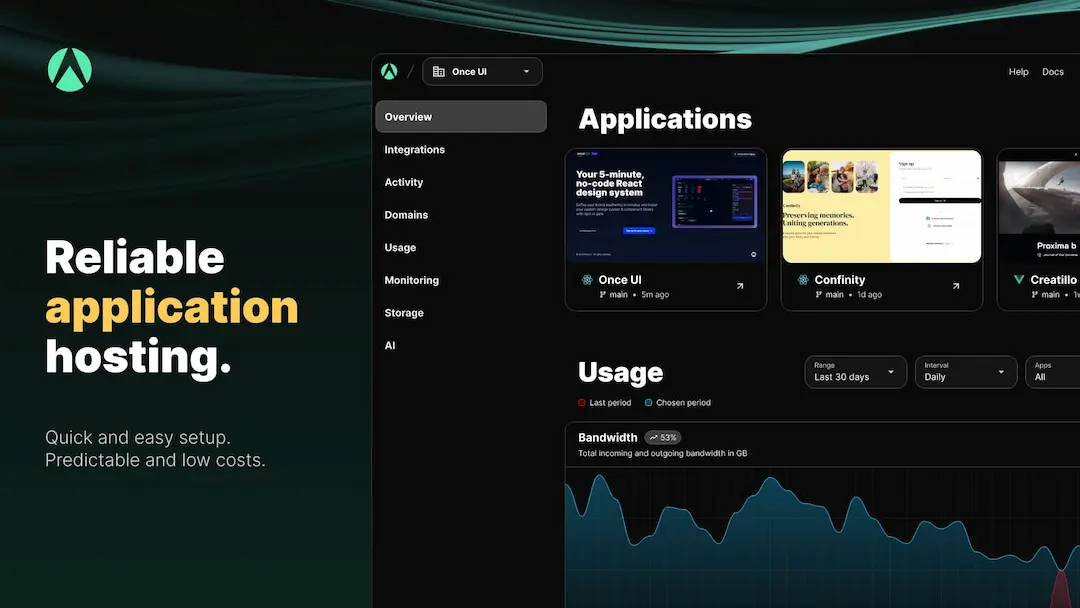 Reliable
application
hosting.
Quick and easy setup.
Predictable and low costs.
Once UI
Help
Docs
Overview
Integrations
Activity
Domains
Usage
Monitoring
Storage
AI
Applications
Your 5-minute,
no-code React
design system
Once UI
main • 5m ago
Sign up
Confinity
Preserving memories.
Uniting generations.
Confinity
main • 1d ago
Proxima b
Creatillo
main
Usage
Last period
Chosen period
Range
Last 30 days
Interval
Daily
Apps
All
Bandwidth
53%
Total incoming and outgoing bandwidth in GB